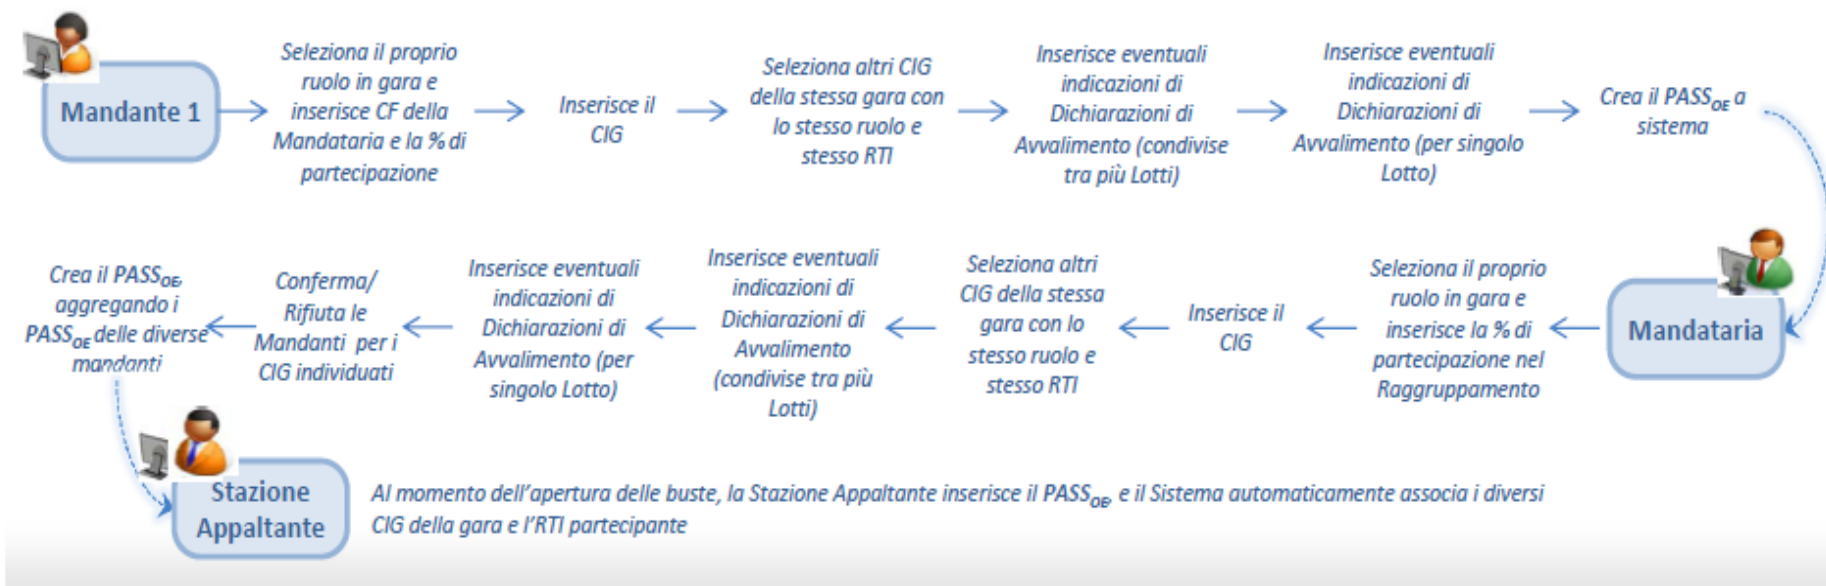 Mandante 1
Seleziona il proprio
ruolo in gara e
inserisce CF della
Mandataria e la % di
partecipazione
Inserisce il
CIG
Seleziona altri CIG
della stessa gara con
lo stesso ruolo e
stesso RTI
Inserisce eventuali
indicazioni di
Dichiarazioni di
Avvalimento (condivise
tra più Lotti)
Inserisce eventuali
indicazioni di
Dichiarazioni di
Avvalimento (per singolo
Lotto)
Crea il PASSOE a
sistema
Mandataria
Seleziona il proprio
ruolo in gara e
inserisce la % di
partecipazione nel
Raggruppamento
Inserisce il
CIG
Seleziona altri
CIG della stessa
gara con lo
stesso ruolo e
stesso RTI
Inserisce eventuali
indicazioni di
Dichiarazioni di
Avvalimento
(condivise tra più
Lotti)
Inserisce eventuali
indicazioni di
Dichiarazioni di
Avvalimento (per
singolo Lotto)
Conferma/
Rifiuta le
Mandanti per i
CIG individuati
Crea il PASSOE,
aggregando i
PASSOE delle diverse
mandanti
Stazione
Appaltante
Al momento dell'apertura delle buste, la Stazione Appaltante inserisce il PASSOE, e il Sistema automaticamente associa i diversi
CIG della gara e l'RTI partecipante